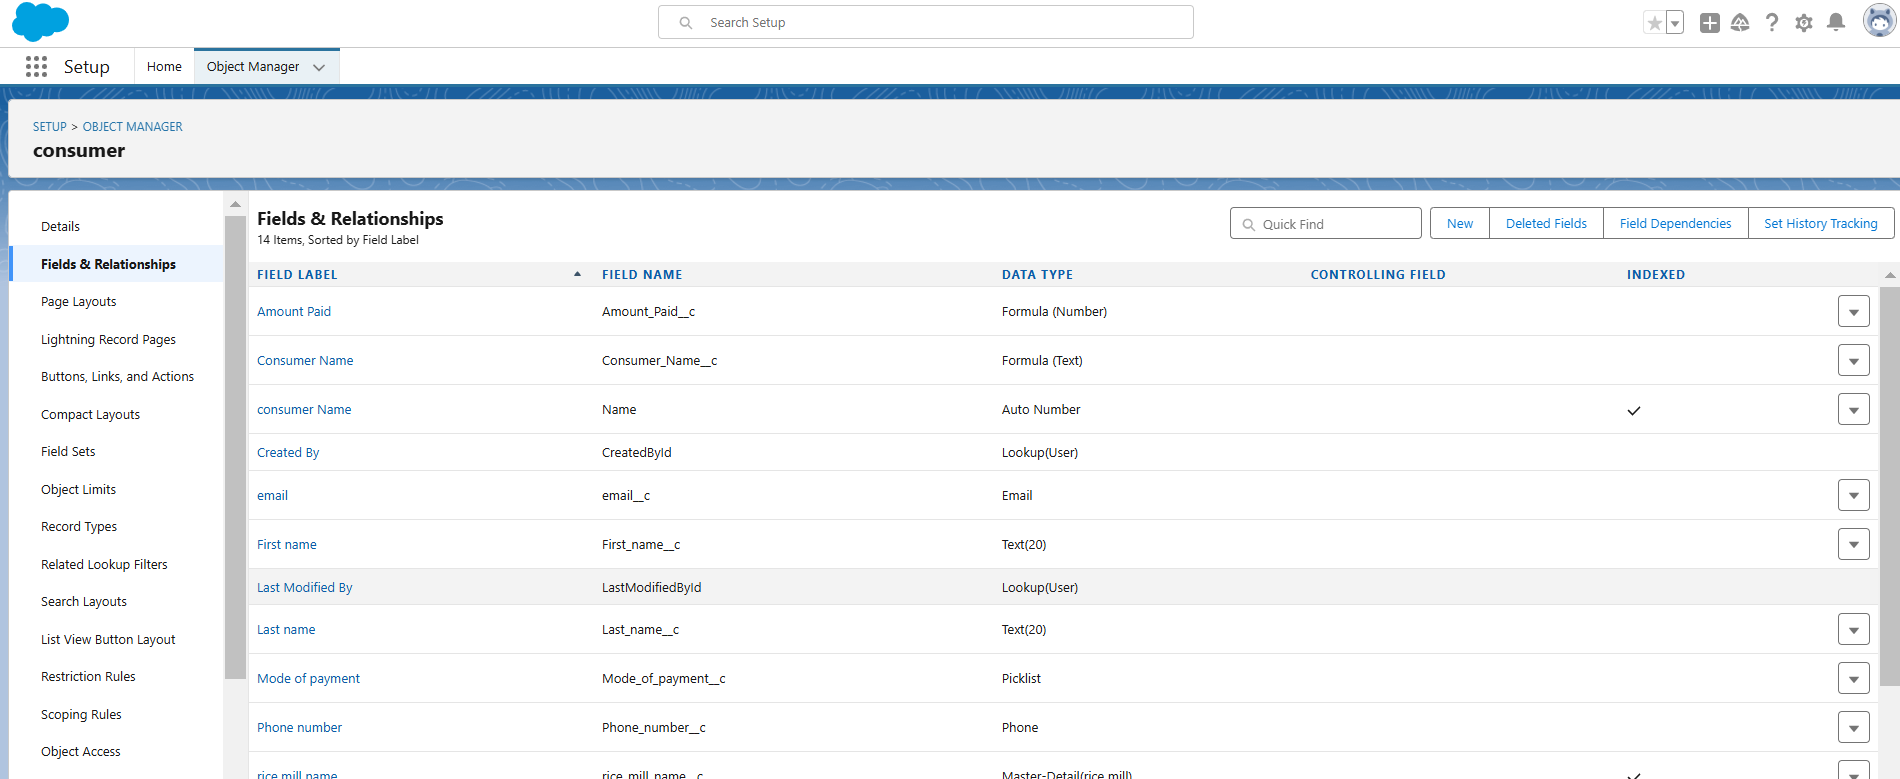 Search Setup
Setup
Home
Object Manager
SETUP > OBJECT MANAGER
consumer
Details
Fields & Relationships
Page Layouts
Lightning Record Pages
Buttons, Links, and Actions
Compact Layouts
Field Sets
Object Limits
Record Types
Related Lookup Filters
Search Layouts
List View Button Layout
Restriction Rules
Scoping Rules
Object Access
Fields & Relationships
14 Items, Sorted by Field Label
Quick Find
New
Deleted Fields
Field Dependencies
Set History Tracking
FIELD LABEL FIELD NAME DATA TYPE CONTROLLING FIELD INDEXED
Amount Paid Amount_Paid__c Formula (Number)
Consumer Name Consumer_Name__c Formula (Text)
consumer Name Name Auto Number
Created By CreatedById Lookup(User)
email email__c Email
First name First_name__c Text(20)
Last Modified By LastModifiedById Lookup(User)
Last name Last_name__c Text(20)
Mode of payment Mode_of_payment__c Picklist
Phone number Phone_number__c Phone
rice mill name rice_mill_name__c Master-Detail(rice mill)